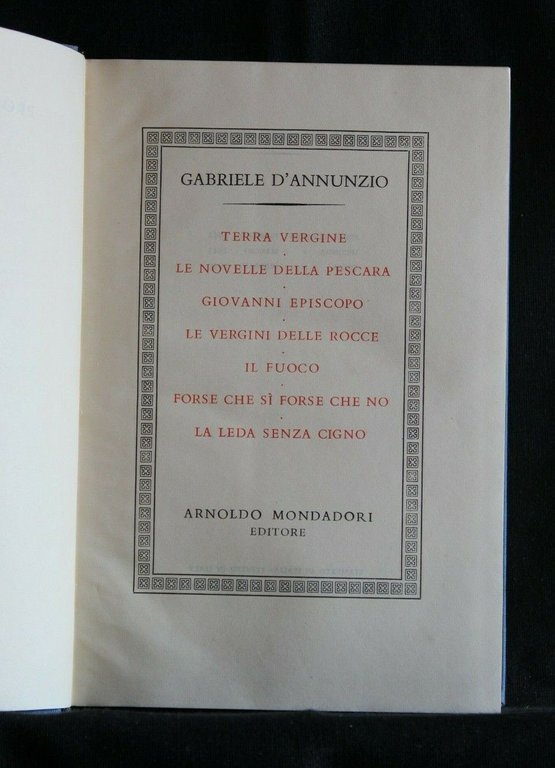 GABRIELE D'ANNUNZIO
TERRA VERGINE
LE NOVELLE DELLA PESCARA
GIOVANNI EPISCOPO
LE VERGINI DELLE ROCCE
IL FUOCO
FORSE CHE SÌ FORSE CHE NO
LA LEDA SENZA CIGNO
ARNOLDO MONDADORI
EDITORE